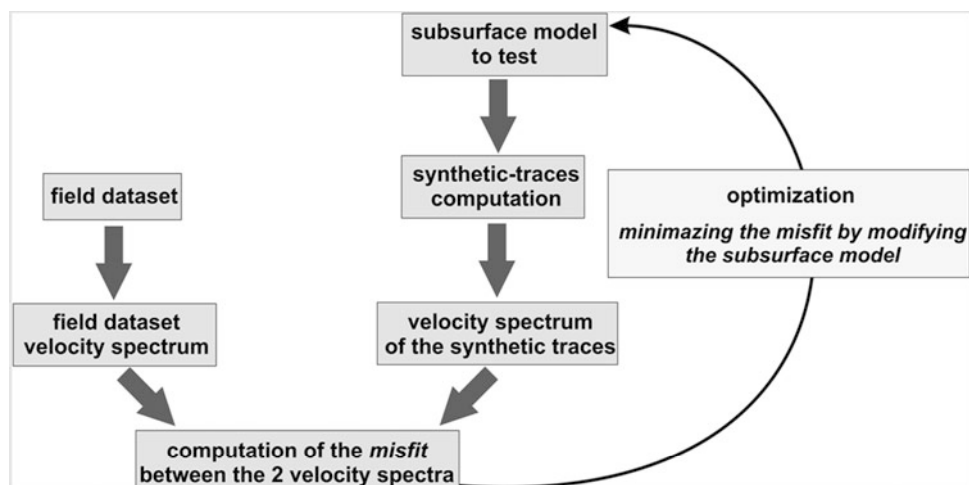 subsurface model
to test
synthetic-traces
computation
field dataset
optimization
minimazing the misfit by modifying
the subsurface model
field dataset
velocity spectrum
velocity spectrum
of the synthetic traces
computation of the misfit
between the 2 velocity spectra